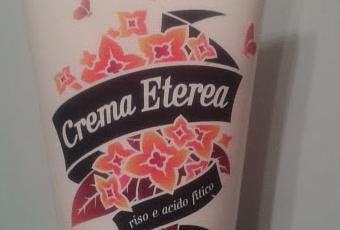 Crema Eterea
riso e acido fitico